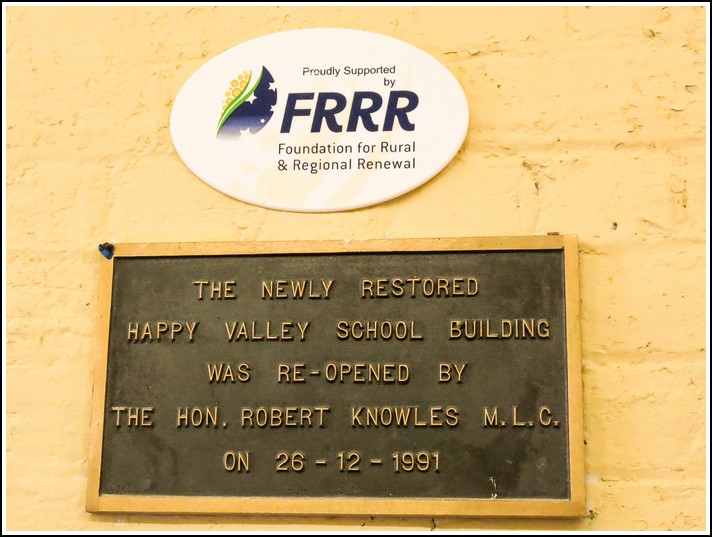 Proudly Supported
by
FRRR
Foundation for Rural
& Regional Renewal
THE NEWLY RESTORED
HAPPY VALLEY SCHOOL BUILDING
WAS RE-OPENED BY
THE HON. ROBERT KNOWLES M.L.C.
ON 26-12-1991